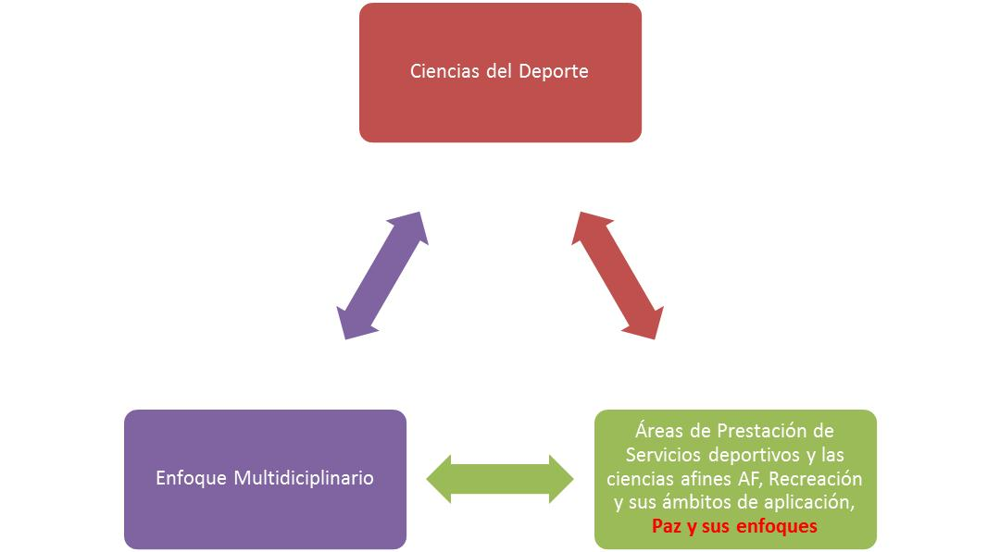 Ciencias del Deporte
Enfoque Multidiciplinario
Áreas de Prestación de
Servicios deportivos y las
ciencias afines AF, Recreación
y sus ámbitos de aplicación,
Paz y sus enfoques